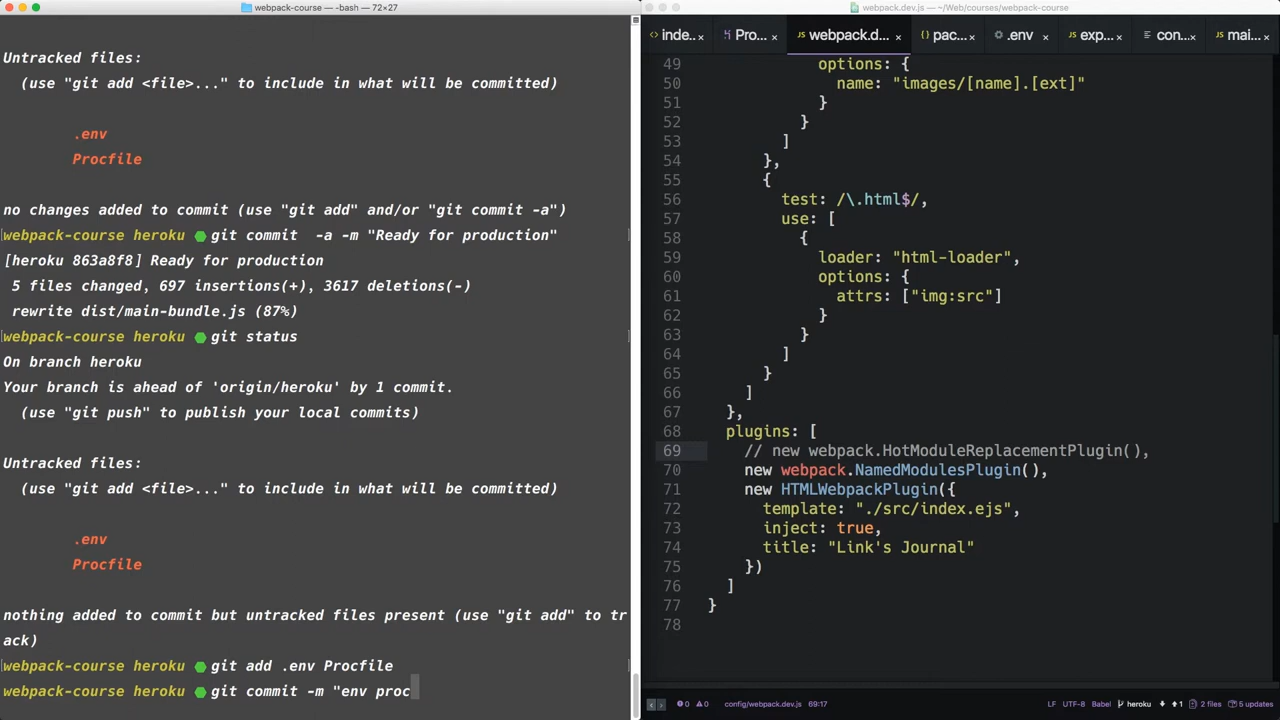 webpack-course — -bash — 72×27
Untracked files:
(use "git add <file>..." to include in what will be committed)
.env
Procfile
no changes added to commit (use "git add" and/or "git commit -a")
webpack-course heroku git commit  -a -m "Ready for production"
[heroku 863a8f8] Ready for production
5 files changed, 697 insertions(+), 3617 deletions(-)
rewrite dist/main-bundle.js (87%)
webpack-course heroku git status
On branch heroku
Your branch is ahead of 'origin/heroku' by 1 commit.
(use "git push" to publish your local commits)
Untracked files:
(use "git add <file>..." to include in what will be committed)
.env
Procfile
nothing added to commit but untracked files present (use "git add" to tr
ack)
webpack-course heroku git add .env Procfile
webpack-course heroku git commit -m "env proc
webpack.dev.js — ~/Web/courses/webpack-course
inde... Pro... webpack.d... pac... .env exp... con... mai...
49 options: {
50 name: "images/[name].[ext]"
51 }
52 }
53 ]
54 },
55 {
56 test: /\.html$/,
57 use: [
58 {
59 loader: "html-loader",
60 options: {
61 attrs: ["img:src"]
62 }
63 }
64 ]
65 }
66 ]
67 },
68 plugins: [
69 // new webpack.HotModuleReplacementPlugin(),
70 new webpack.NamedModulesPlugin(),
71 new HTMLWebpackPlugin({
72 template: "./src/index.ejs",
73 inject: true,
74 title: "Link's Journal"
75 })
76 ]
77 }
78
0 0 config/webpack.dev.js 69:17 LF UTF-8 Babel heroku 1 2 files 5 updates